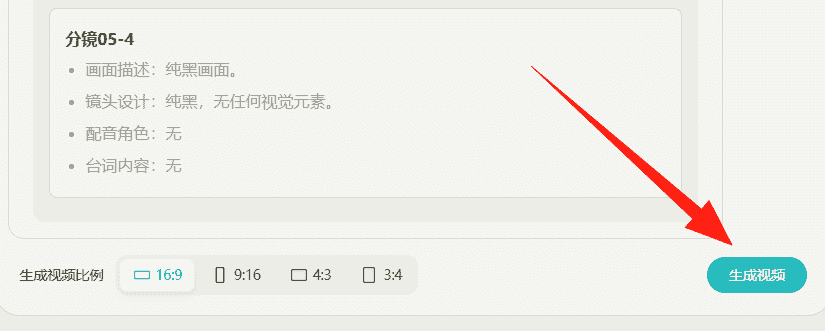 分镜05-4
画面描述：纯黑画面。
镜头设计：纯黑，无任何视觉元素。
配音角色：无
台词内容：无
生成视频比例 16:9 9:16 4:3 3:4 生成视频